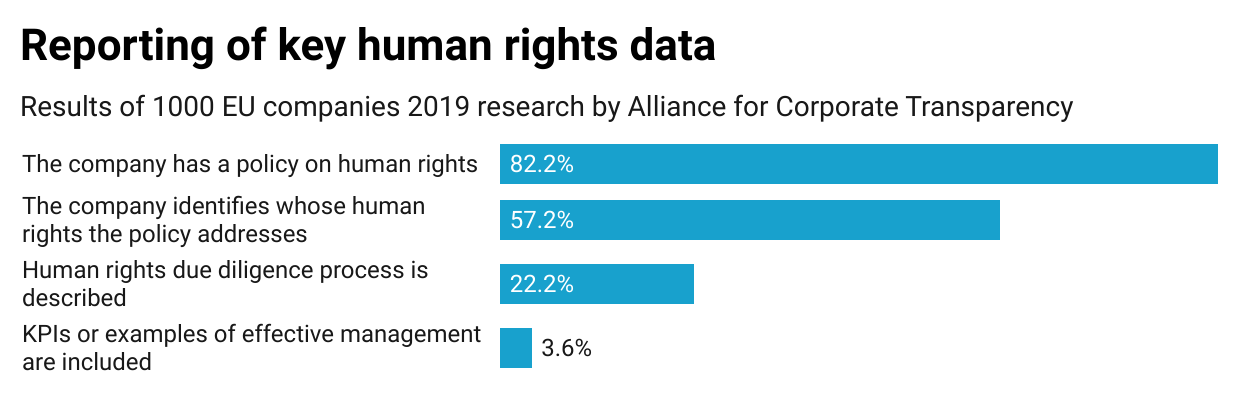 Reporting of key human rights data
Results of 1000 EU companies 2019 research by Alliance for Corporate Transparency
The company has a policy on human rights
82.2%
The company identifies whose human
rights the policy addresses
57.2%
Human rights due diligence process is
described
22.2%
KPIs or examples of effective management
are included
3.6%